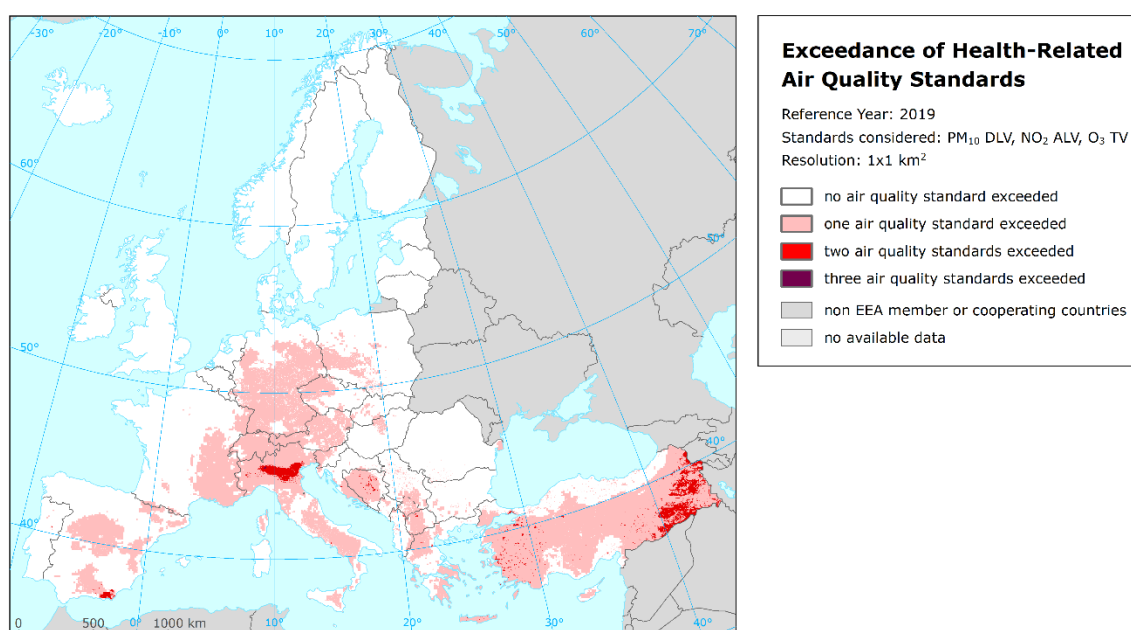 -30°
-20°
-10°
0°
10°
20°
30°
40°
50°
60°
70°
60°
50°
50°
40°
40°
0
500
0°
1000 km
10°
20°
30°
40°
Exceedance of Health-Related
Air Quality Standards
Reference Year: 2019
Standards considered: PM₁₀ DLV, NO₂ ALV, O₃ TV
Resolution: 1x1 km²
no air quality standard exceeded
one air quality standard exceeded
two air quality standards exceeded
three air quality standards exceeded
non EEA member or cooperating countries
no available data